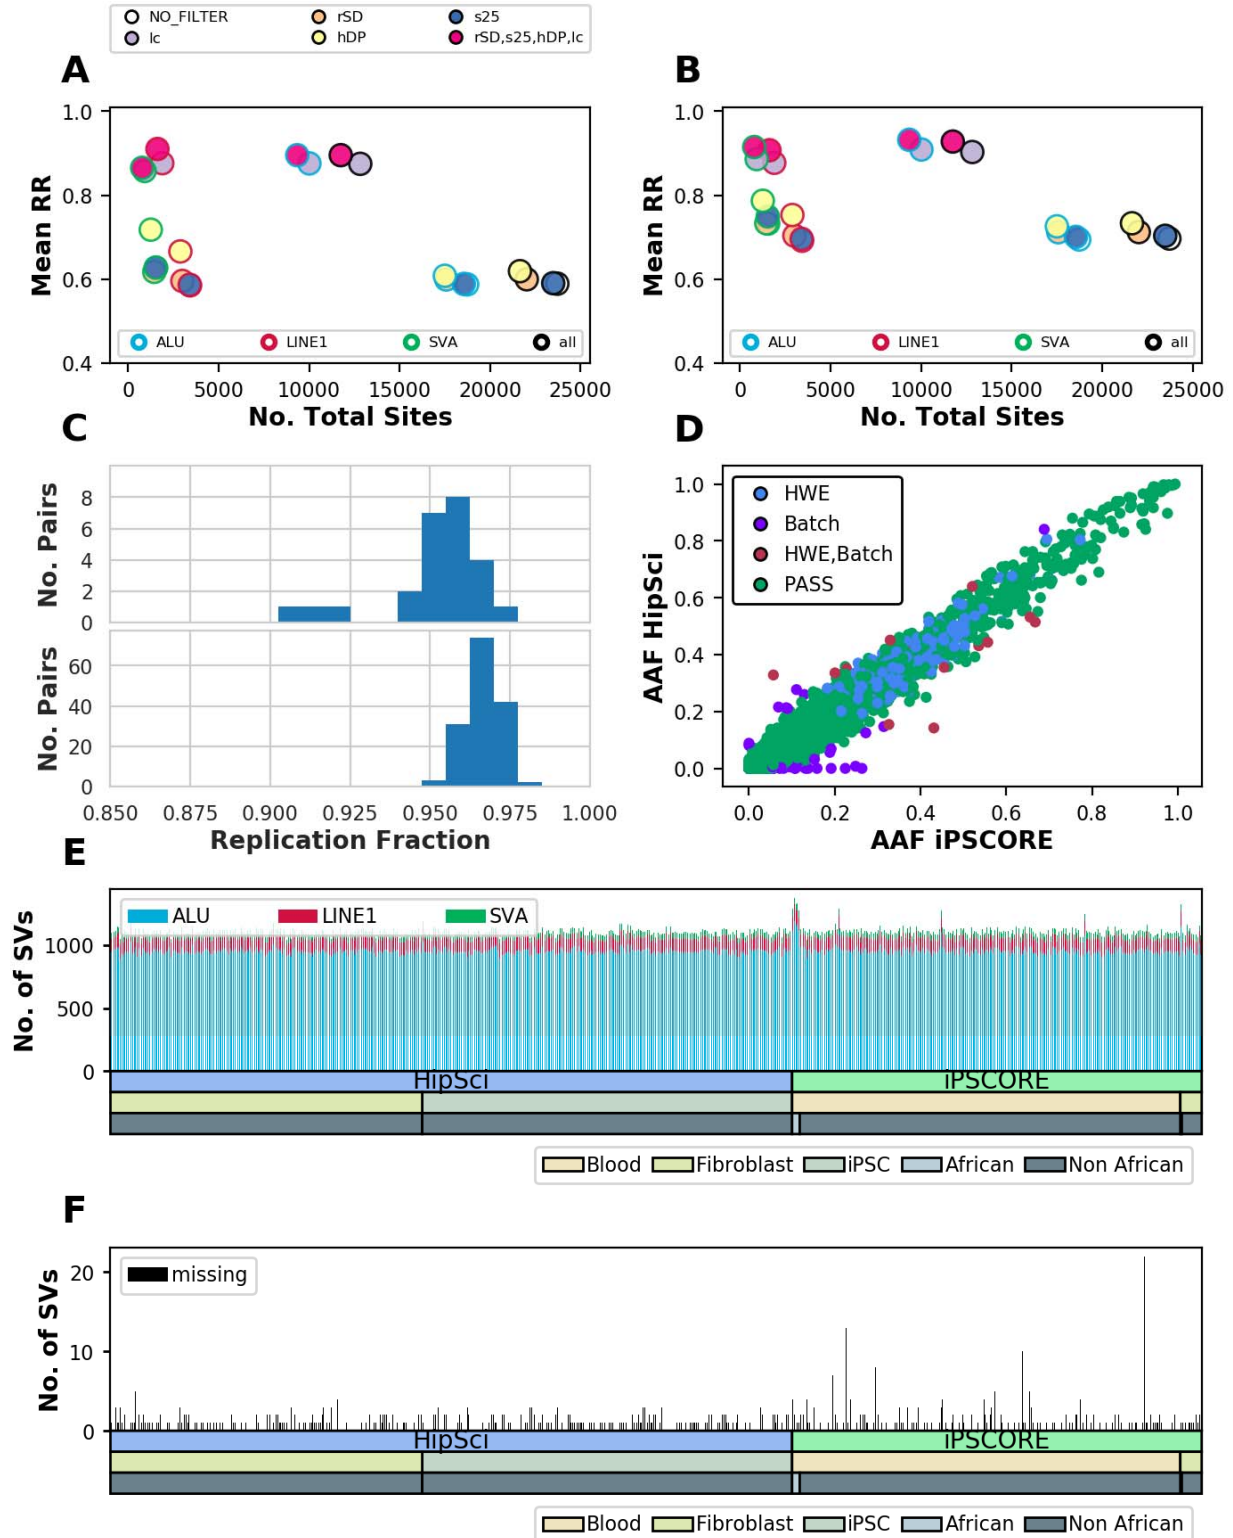 NO_FILTER rSD s25
lc hDP rSD,s25,hDP,lc
A
Mean RR
1.0
0.8
0.6
0.4
ALU LINE1 SVA all
0 5000 10000 15000 20000 25000
No. Total Sites
B
Mean RR
1.0
0.8
0.6
0.4
ALU LINE1 SVA all
0 5000 10000 15000 20000 25000
No. Total Sites
C
No. Pairs
8
6
4
2
0
No. Pairs
60
40
20
0
0.850 0.875 0.900 0.925 0.950 0.975 1.000
Replication Fraction
D
AAF HipSci
1.0
0.8
0.6
0.4
0.2
0.0
HWE
Batch
HWE,Batch
PASS
0.0 0.2 0.4 0.6 0.8 1.0
AAF iPSCORE
E
No. of SVs
ALU LINE1 SVA
1000
500
0
HipSci iPSCORE
Blood Fibroblast iPSC African Non African
F
No. of SVs
missing
20
10
0
HipSci iPSCORE
Blood Fibroblast iPSC African Non African